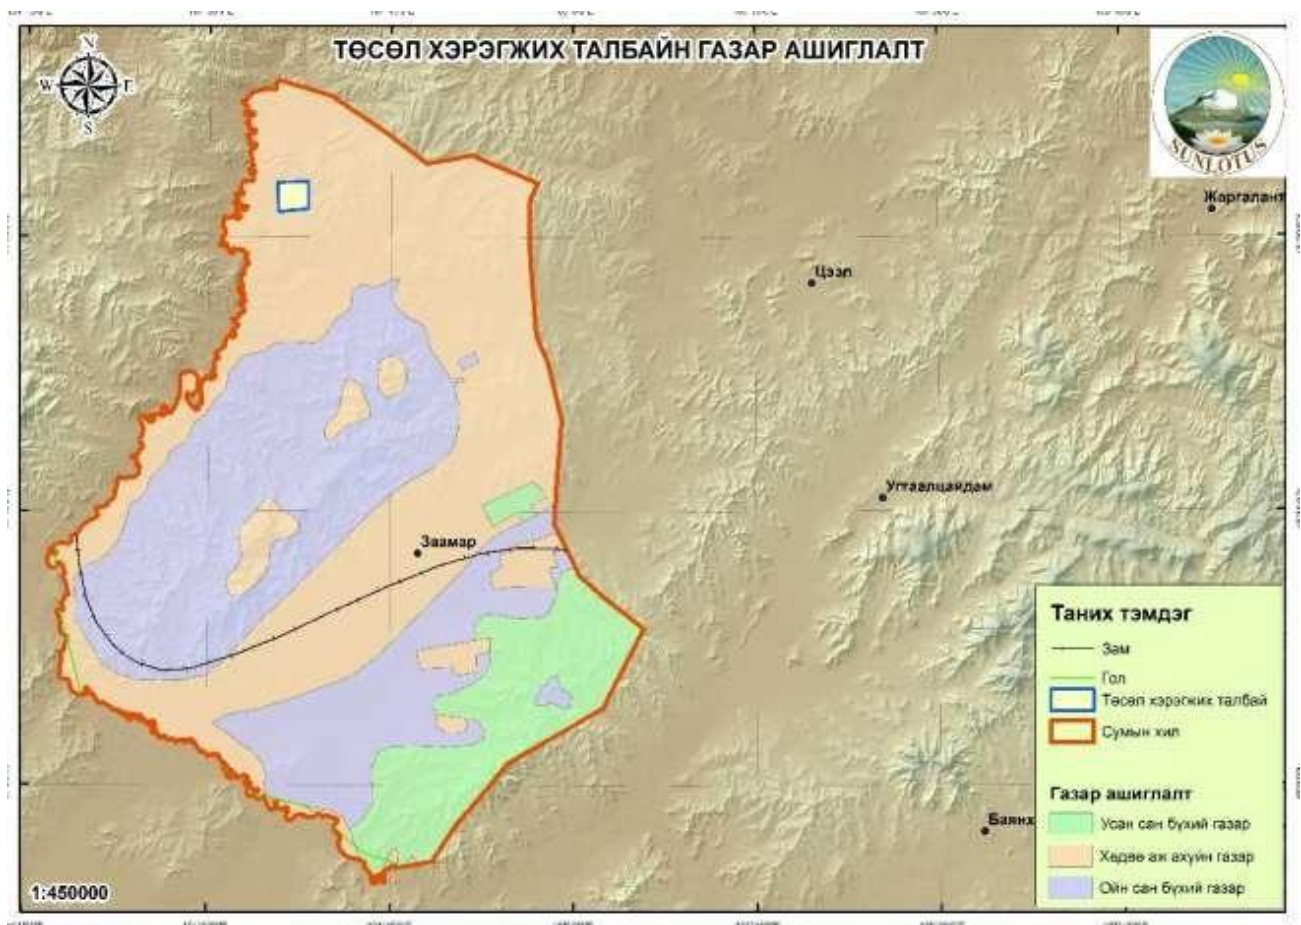 ТӨСӨЛ ХЭРЭГЖИХ ТАЛБАЙН ГАЗАР АШИГЛАЛТ
N
W
S
SUNLOTUS
Жаргалант
Цээл
Угтаалцайдам
Заамар
Баянх
Таних тэмдэг
Зам
Гол
Төсөл хэрэгжих талбай
Сумын хил
Газар ашиглалт
Усан сан бүхий газар
Хөдөө аж ахуйн газар
Ойн сан бүхий газар
1:450000